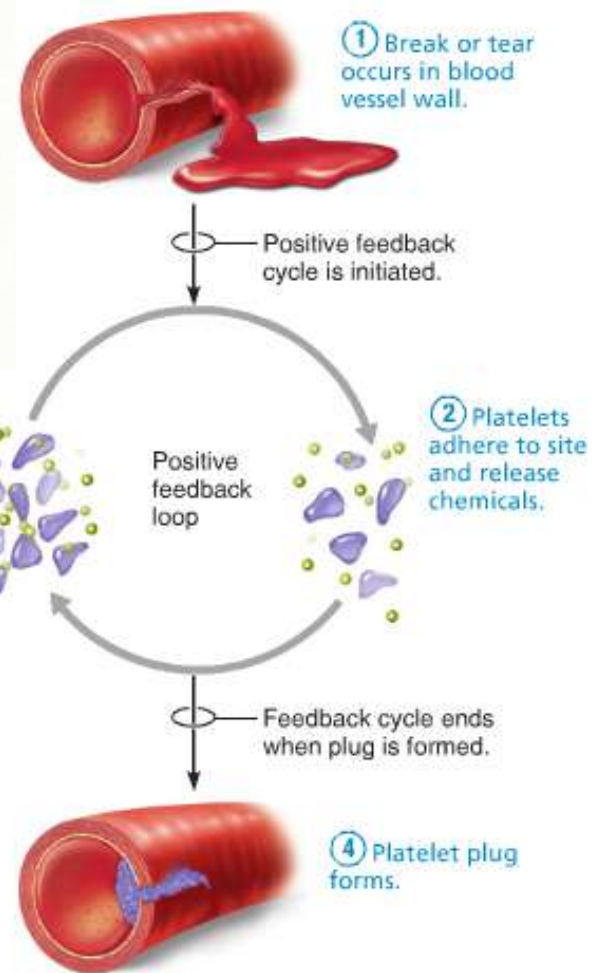 1 Break or tear
occurs in blood
vessel wall.
Positive feedback
cycle is initiated.
2 Platelets
adhere to site
and release
chemicals.
Positive
feedback
loop
Feedback cycle ends
when plug is formed.
4 Platelet plug
forms.